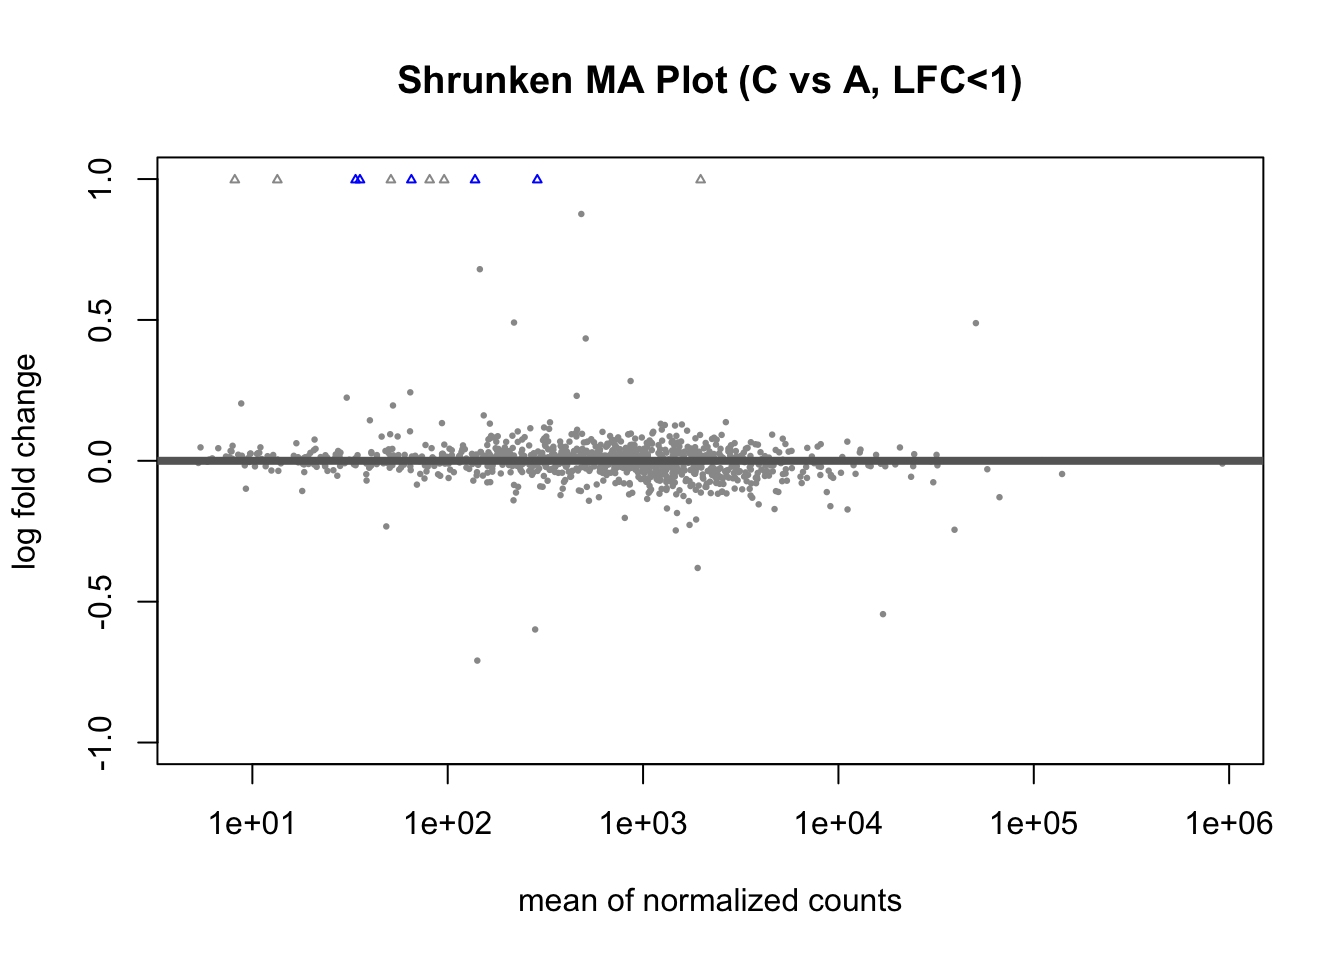 Shrunken MA Plot (C vs A, LFC<1)
log fold change
1.0
0.5
0.0
-0.5
-1.0
1e+01 1e+02 1e+03 1e+04 1e+05 1e+06
mean of normalized counts